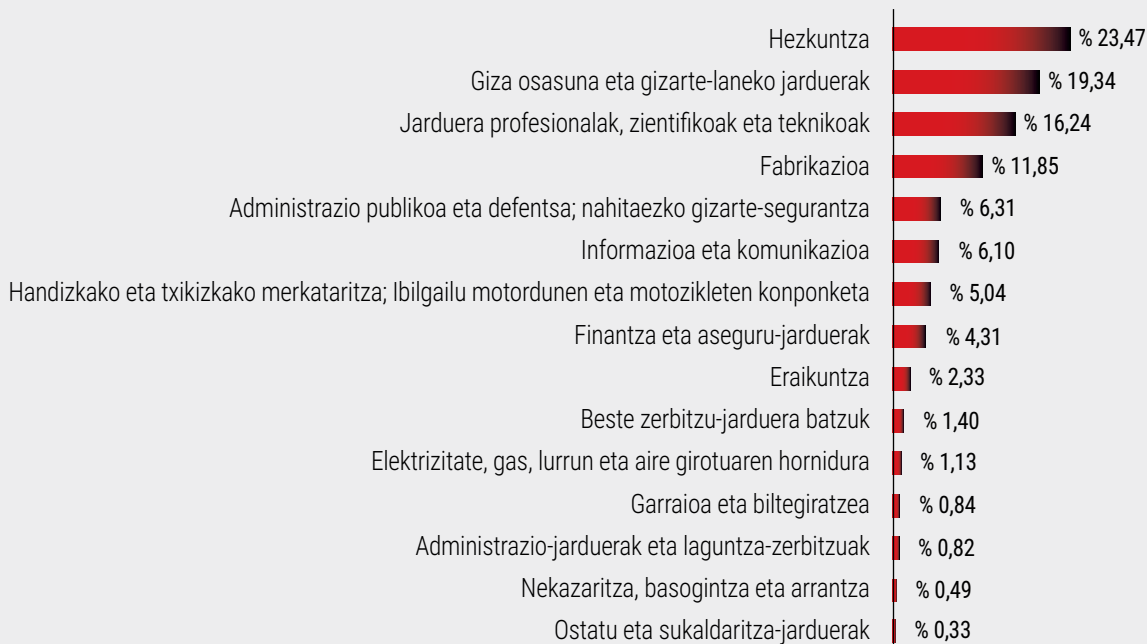 Hezkuntza % 23,47
Giza osasuna eta gizarte-laneko jarduerak % 19,34
Jarduera profesionalak, zientifikoak eta teknikoak % 16,24
Fabrikazioa % 11,85
Administrazio publikoa eta defentsa; nahitaezko gizarte-segurantza % 6,31
Informazioa eta komunikazioa % 6,10
Handizkako eta txikizkako merkataritza; Ibilgailu motordunen eta motozikleten konponketa % 5,04
Finantza eta aseguru-jarduerak % 4,31
Eraikuntza % 2,33
Beste zerbitzu-jarduera batzuk % 1,40
Elektrizitate, gas, lurrun eta aire girotuaren hornidura % 1,13
Garraioa eta biltegiratzea % 0,84
Administrazio-jarduerak eta laguntza-zerbitzuak % 0,82
Nekazaritza, basogintza eta arrantza % 0,49
Ostatu eta sukaldaritza-jarduerak % 0,33